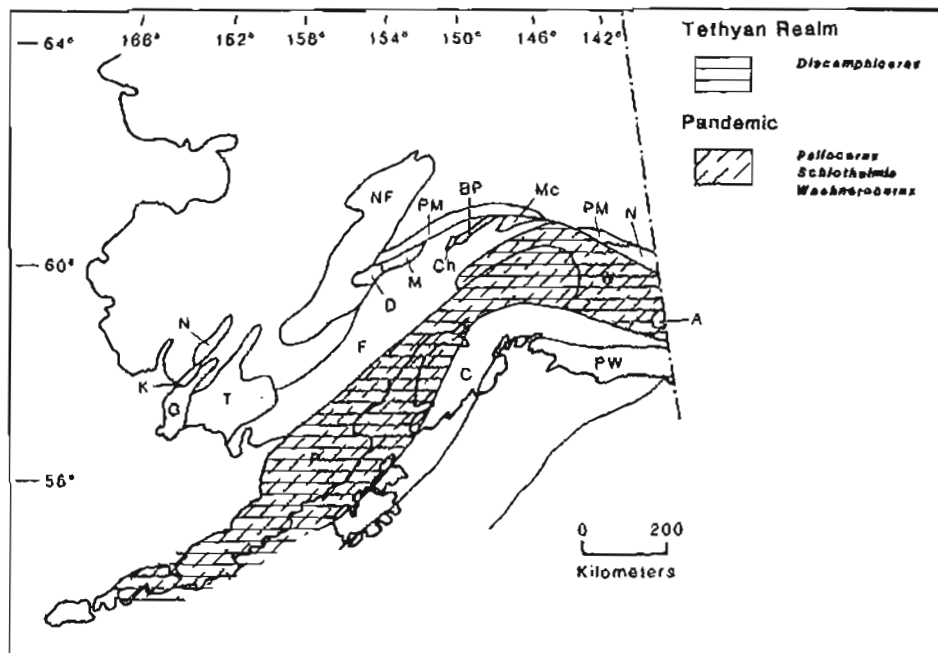 166° 162° 158° 154° 150° 146° 142°
64°
Tethyan Realm
Discamphiceras
Pandemic
Psiloceras
Schlotheimia
Waehneroceras
NF
PM
BP
Mc
PM
N
60°
Ch
M
D
W
A
N
F
K
G
T
C
PW
P
56°
0 200
Kilometers